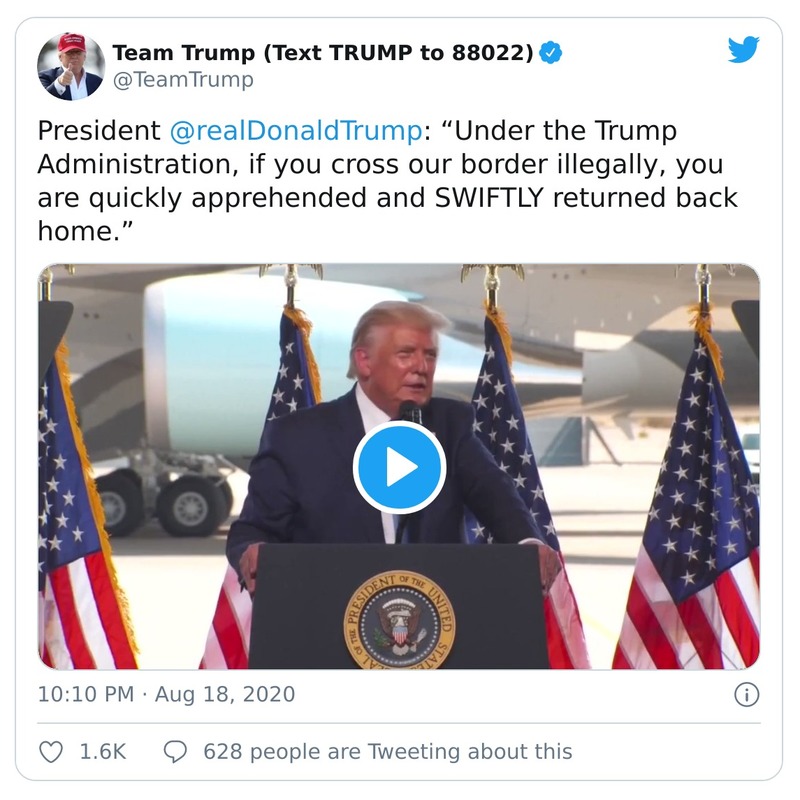 Team Trump (Text TRUMP to 88022)
@TeamTrump
President @realDonaldTrump: “Under the Trump
Administration, if you cross our border illegally, you
are quickly apprehended and SWIFTLY returned back
home.”
SEAL OF THE PRESIDENT OF THE UNITED STATES
10:10 PM · Aug 18, 2020
1.6K
628 people are Tweeting about this